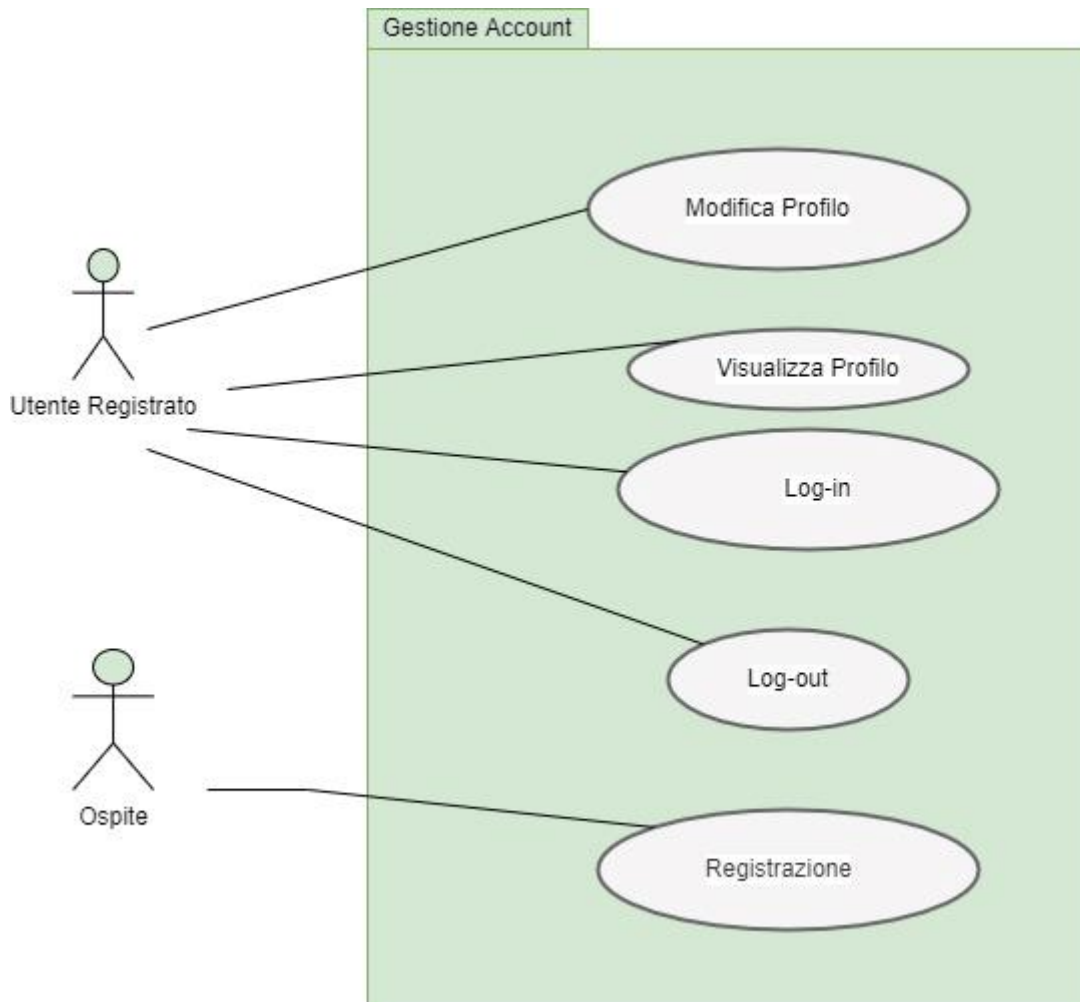 Gestione Account
Modifica Profilo
Visualizza Profilo
Utente Registrato
Log-in
Log-out
Ospite
Registrazione